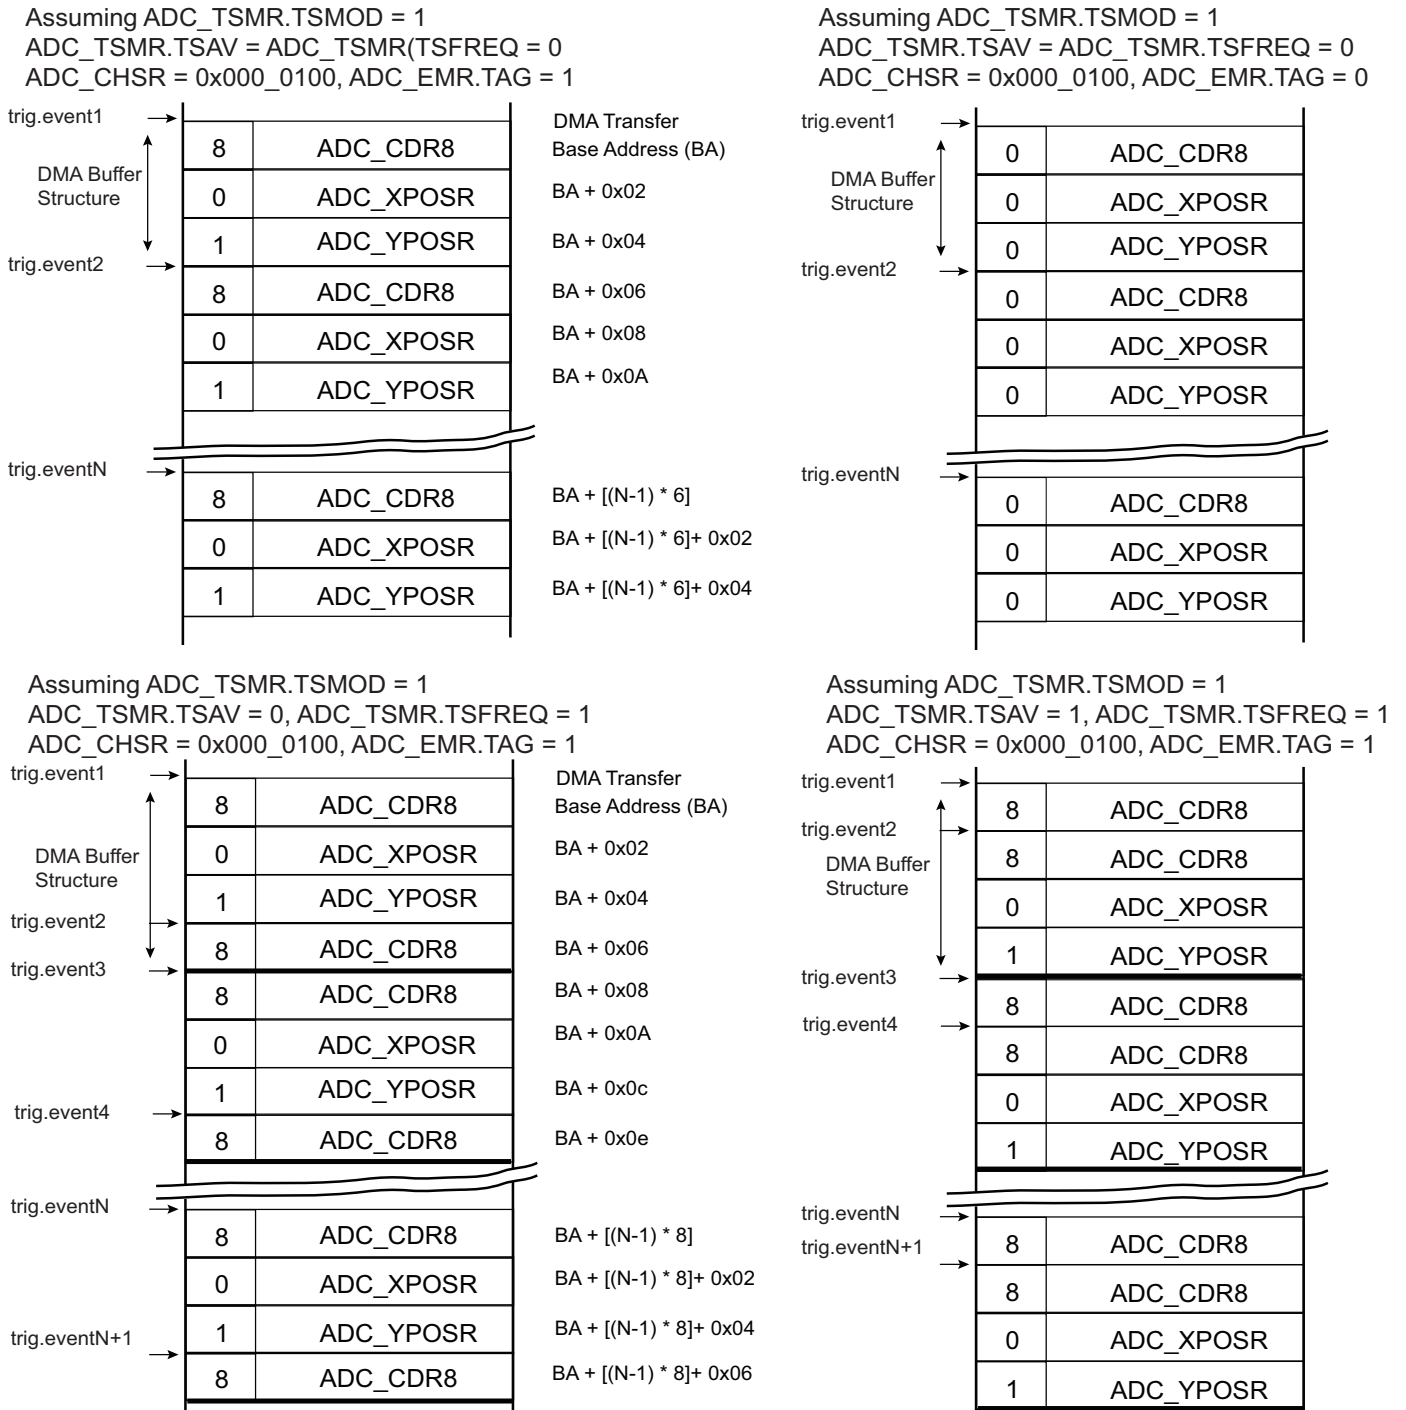 Assuming ADC_TSMR.TSMOD = 1
ADC_TSMR.TSAV = ADC_TSMR(TSFREQ = 0
ADC_CHSR = 0x000_0100, ADC_EMR.TAG = 1
trig.event1
DMA Transfer
8 ADC_CDR8 Base Address (BA)
DMA Buffer
Structure
0 ADC_XPOSR BA + 0x02
1 ADC_YPOSR BA + 0x04
trig.event2
8 ADC_CDR8 BA + 0x06
0 ADC_XPOSR BA + 0x08
1 ADC_YPOSR BA + 0x0A
trig.eventN
8 ADC_CDR8 BA + [(N-1) * 6]
0 ADC_XPOSR BA + [(N-1) * 6]+ 0x02
1 ADC_YPOSR BA + [(N-1) * 6]+ 0x04
Assuming ADC_TSMR.TSMOD = 1
ADC_TSMR.TSAV = ADC_TSMR.TSFREQ = 0
ADC_CHSR = 0x000_0100, ADC_EMR.TAG = 0
trig.event1
0 ADC_CDR8
DMA Buffer
Structure
0 ADC_XPOSR
0 ADC_YPOSR
trig.event2
0 ADC_CDR8
0 ADC_XPOSR
0 ADC_YPOSR
trig.eventN
0 ADC_CDR8
0 ADC_XPOSR
0 ADC_YPOSR
Assuming ADC_TSMR.TSMOD = 1
ADC_TSMR.TSAV = 0, ADC_TSMR.TSFREQ = 1
ADC_CHSR = 0x000_0100, ADC_EMR.TAG = 1
trig.event1
DMA Transfer
8 ADC_CDR8 Base Address (BA)
DMA Buffer
Structure
0 ADC_XPOSR BA + 0x02
1 ADC_YPOSR BA + 0x04
trig.event2
8 ADC_CDR8 BA + 0x06
trig.event3
8 ADC_CDR8 BA + 0x08
0 ADC_XPOSR BA + 0x0A
1 ADC_YPOSR BA + 0x0c
trig.event4
8 ADC_CDR8 BA + 0x0e
trig.eventN
8 ADC_CDR8 BA + [(N-1) * 8]
0 ADC_XPOSR BA + [(N-1) * 8]+ 0x02
1 ADC_YPOSR BA + [(N-1) * 8]+ 0x04
trig.eventN+1
8 ADC_CDR8 BA + [(N-1) * 8]+ 0x06
Assuming ADC_TSMR.TSMOD = 1
ADC_TSMR.TSAV = 1, ADC_TSMR.TSFREQ = 1
ADC_CHSR = 0x000_0100, ADC_EMR.TAG = 1
trig.event1
8 ADC_CDR8
trig.event2
DMA Buffer
Structure
8 ADC_CDR8
0 ADC_XPOSR
1 ADC_YPOSR
trig.event3
8 ADC_CDR8
trig.event4
8 ADC_CDR8
0 ADC_XPOSR
1 ADC_YPOSR
trig.eventN
8 ADC_CDR8
trig.eventN+1
8 ADC_CDR8
0 ADC_XPOSR
1 ADC_YPOSR